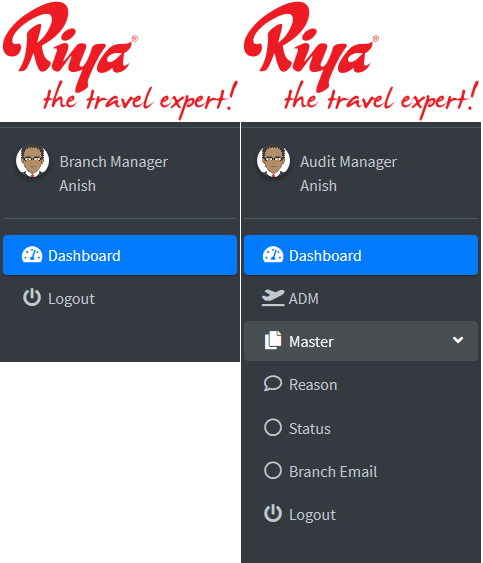 Riya®
the travel expert!
Branch Manager
Anish
Dashboard
Logout
Riya®
the travel expert!
Audit Manager
Anish
Dashboard
ADM
Master
Reason
Status
Branch Email
Logout